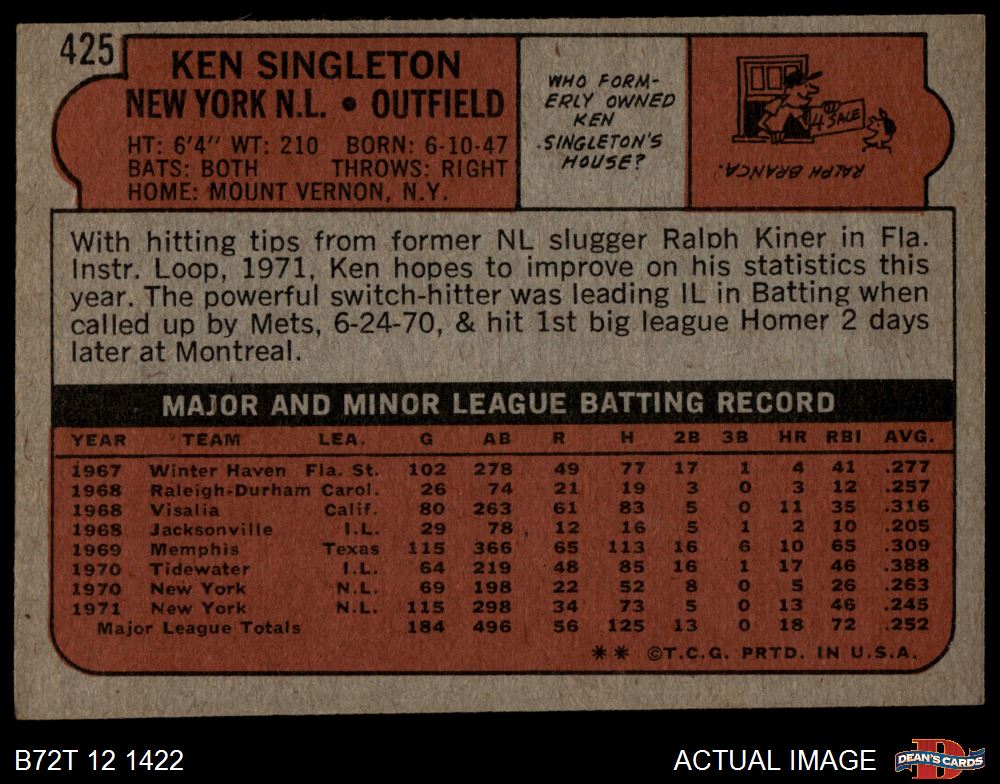 425
KEN SINGLETON
NEW YORK N.L. • OUTFIELD
HT: 6'4" WT: 210 BORN: 6-10-47
BATS: BOTH THROWS: RIGHT
HOME: MOUNT VERNON, N.Y.
WHO FORM-
ERLY OWNED
KEN
SINGLETON'S
HOUSE?
4 SALE
RALPH BRANCA.
With hitting tips from former NL slugger Ralph Kiner in Fla.
Instr. Loop, 1971, Ken hopes to improve on his statistics this
year. The powerful switch-hitter was leading IL in Batting when
called up by Mets, 6-24-70, & hit 1st big league Homer 2 days
later at Montreal.
MAJOR AND MINOR LEAGUE BATTING RECORD
YEAR TEAM LEA. G AB R H 2B 3B HR RBI AVG.
1967 Winter Haven Fla. St. 102 278 49 77 17 1 4 41 .277
1968 Raleigh-Durham Carol. 26 74 21 19 3 0 3 12 .257
1968 Visalia Calif. 80 263 61 83 5 0 11 35 .316
1968 Jacksonville I.L. 29 78 12 16 5 1 2 10 .205
1969 Memphis Texas 115 366 65 113 16 6 10 65 .309
1970 Tidewater I.L. 64 219 48 85 16 1 17 46 .388
1970 New York N.L. 69 198 22 52 8 0 5 26 .263
1971 New York N.L. 115 298 34 73 5 0 13 46 .245
Major League Totals 184 496 56 125 13 0 18 72 .252
** ©T.C.G. PRTD. IN U.S.A.
B72T 12 1422
ACTUAL IMAGE
DEAN'S CARDS